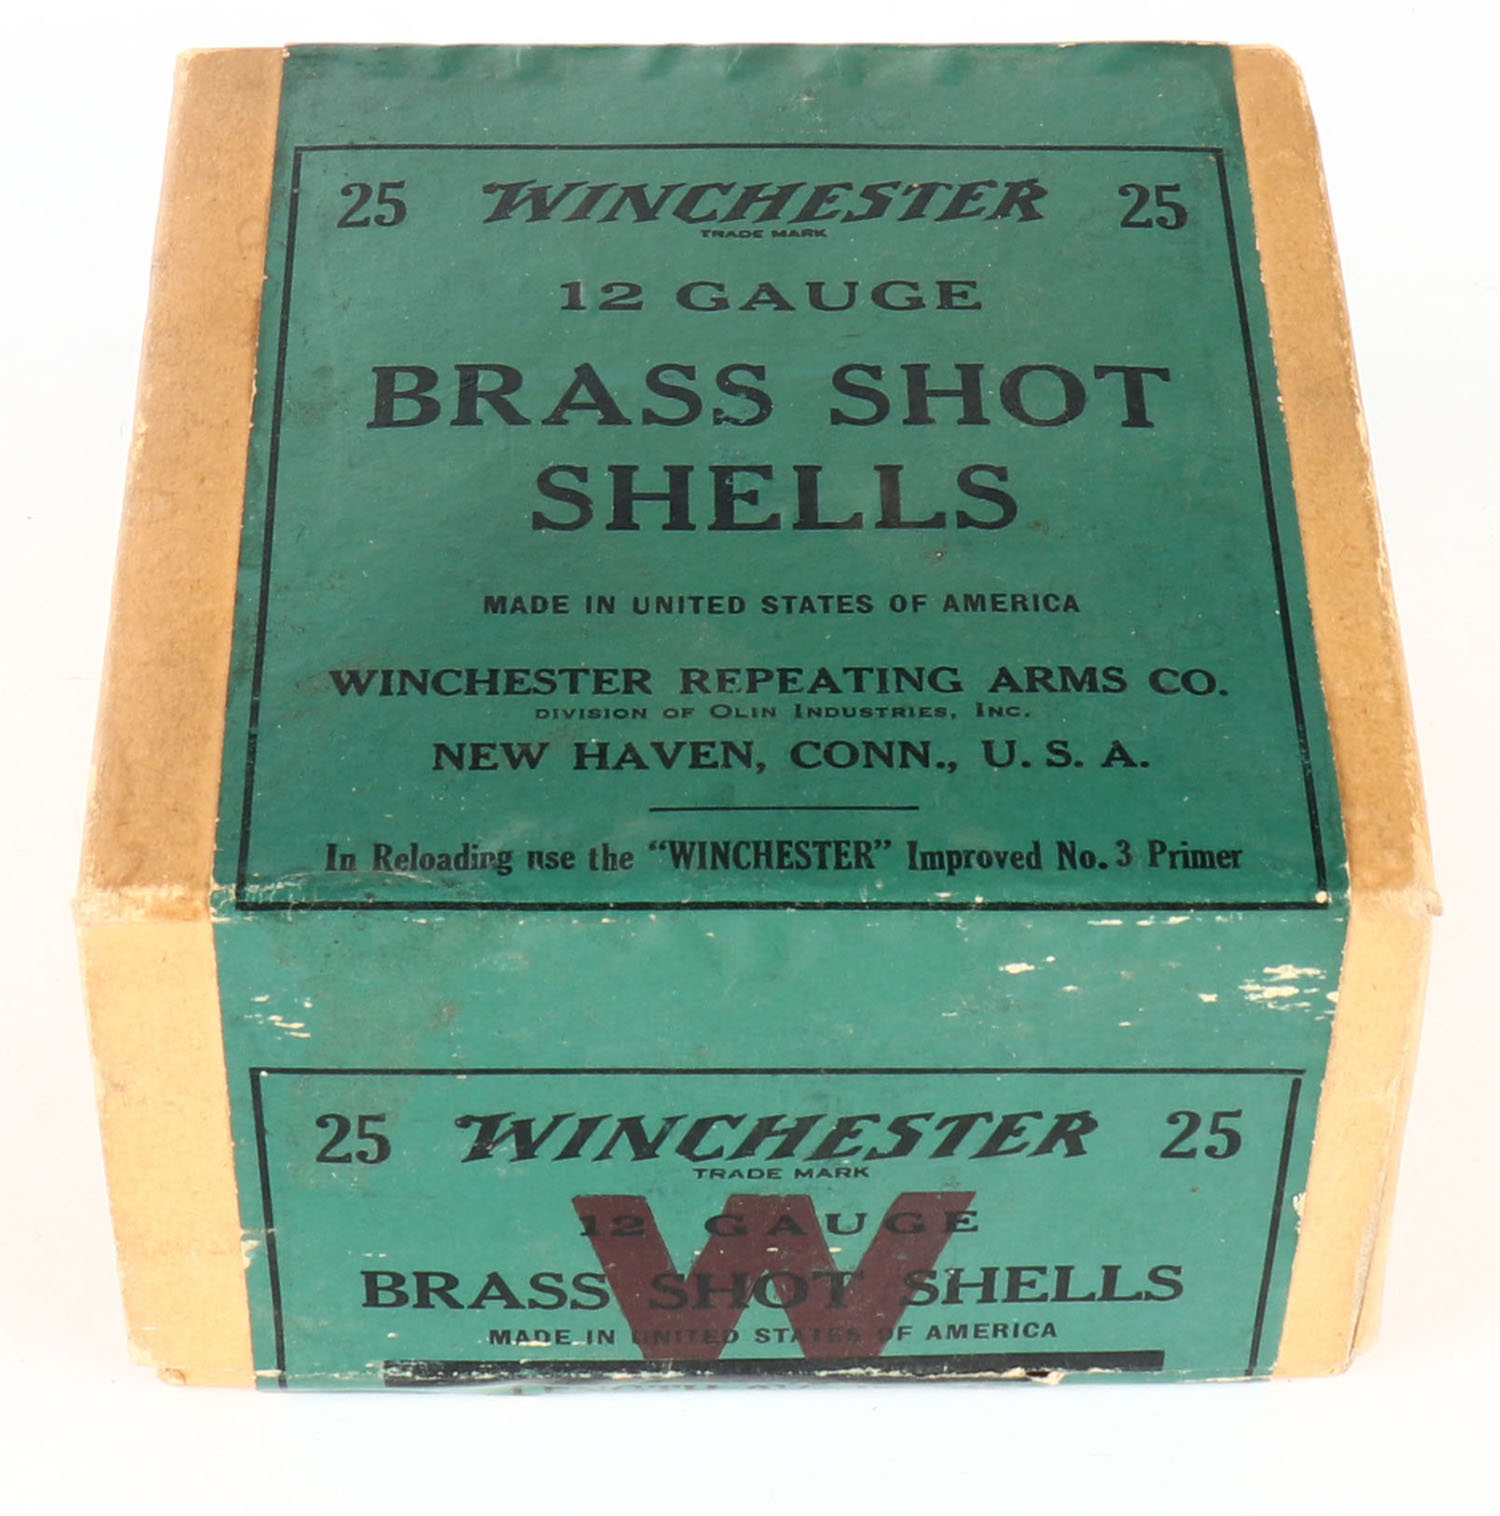 25 WINCHESTER 25
TRADE MARK
12 GAUGE
BRASS SHOT
SHELLS
MADE IN UNITED STATES OF AMERICA
WINCHESTER REPEATING ARMS CO.
DIVISION OF OLIN INDUSTRIES, INC.
NEW HAVEN, CONN., U. S. A.
In Reloading use the "WINCHESTER" Improved No. 3 Primer
25 WINCHESTER 25
TRADE MARK
W
12 GAUGE
BRASS SHOT SHELLS
MADE IN UNITED STATES OF AMERICA